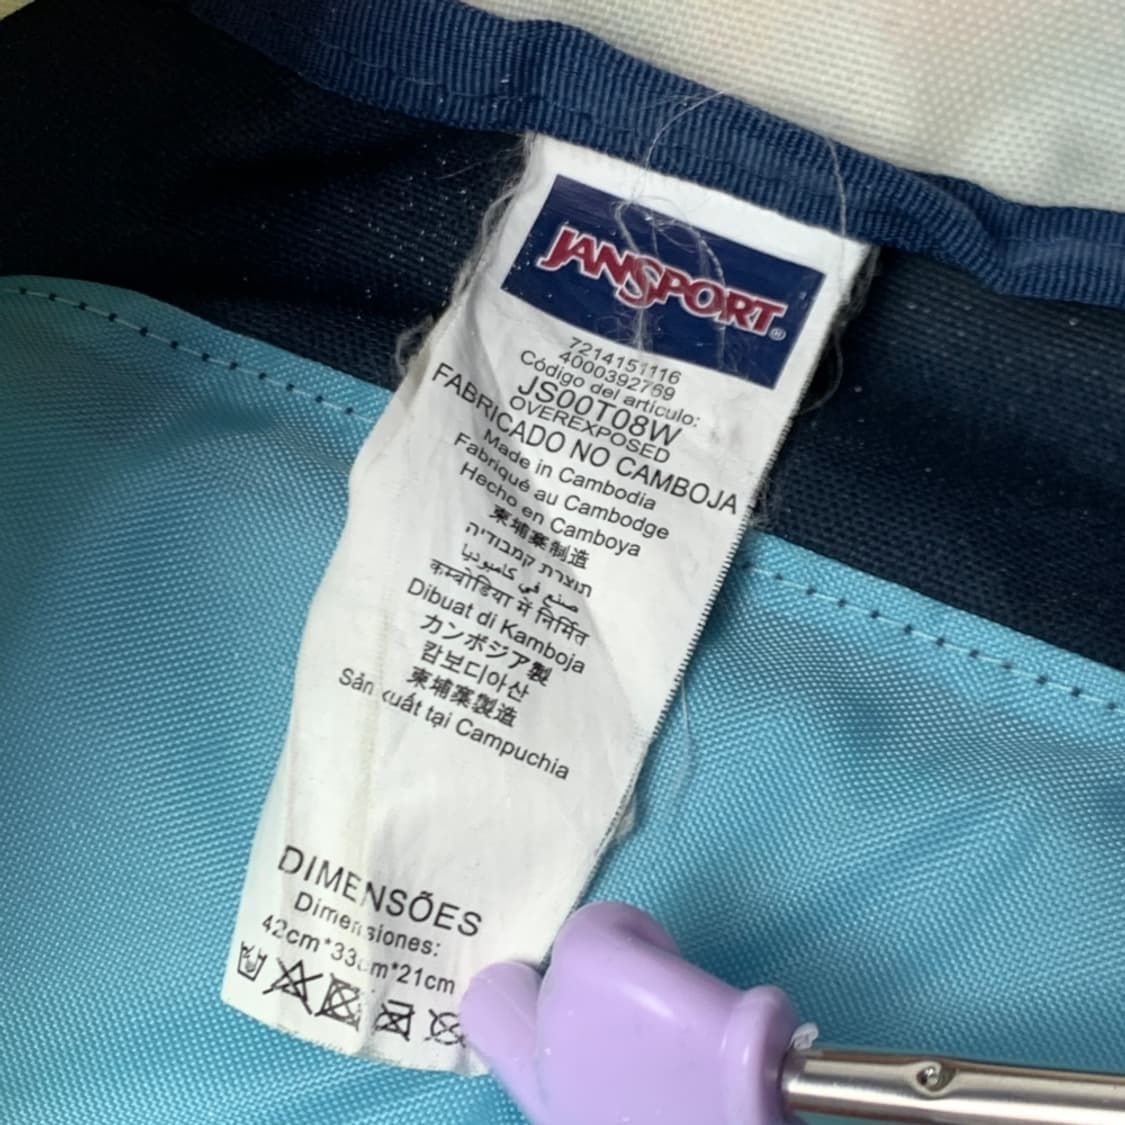 JANSPORT®
7214151116
4000392769
Código del artículo:
JS00T08W
OVEREXPOSED
FABRICADO NO CAMBOJA
Made in Cambodia
Fabriqué au Cambodge
Hecho en Camboya
柬埔寨制造
תוצרת קמבודיה
صنع في كامبوديا
कम्बोडिया में निर्मित
Dibuat di Kamboja
カンボジア製
캄보디아산
柬埔寨製造
Sản xuất tại Campuchia
DIMENSÕES
Dimensiones:
42cm*33cm*21cm